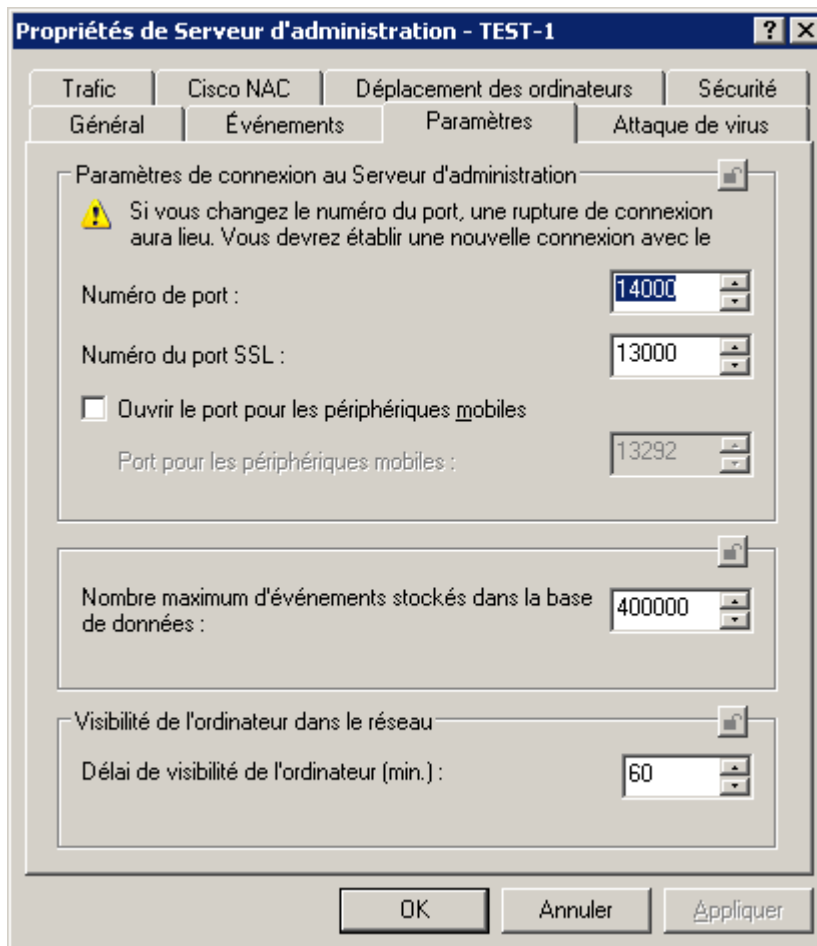 Propriétés de Serveur d'administration - TEST-1
Trafic
Cisco NAC
Déplacement des ordinateurs
Sécurité
Général
Événements
Paramètres
Attaque de virus
Paramètres de connexion au Serveur d'administration
Si vous changez le numéro du port, une rupture de connexion
aura lieu. Vous devrez établir une nouvelle connexion avec le
Numéro de port :
14000
Numéro du port SSL :
13000
Ouvrir le port pour les périphériques mobiles
Port pour les périphériques mobiles :
13292
Nombre maximum d'événements stockés dans la base
de données :
400000
Visibilité de l'ordinateur dans le réseau
Délai de visibilité de l'ordinateur (min.) :
60
OK
Annuler
Appliquer